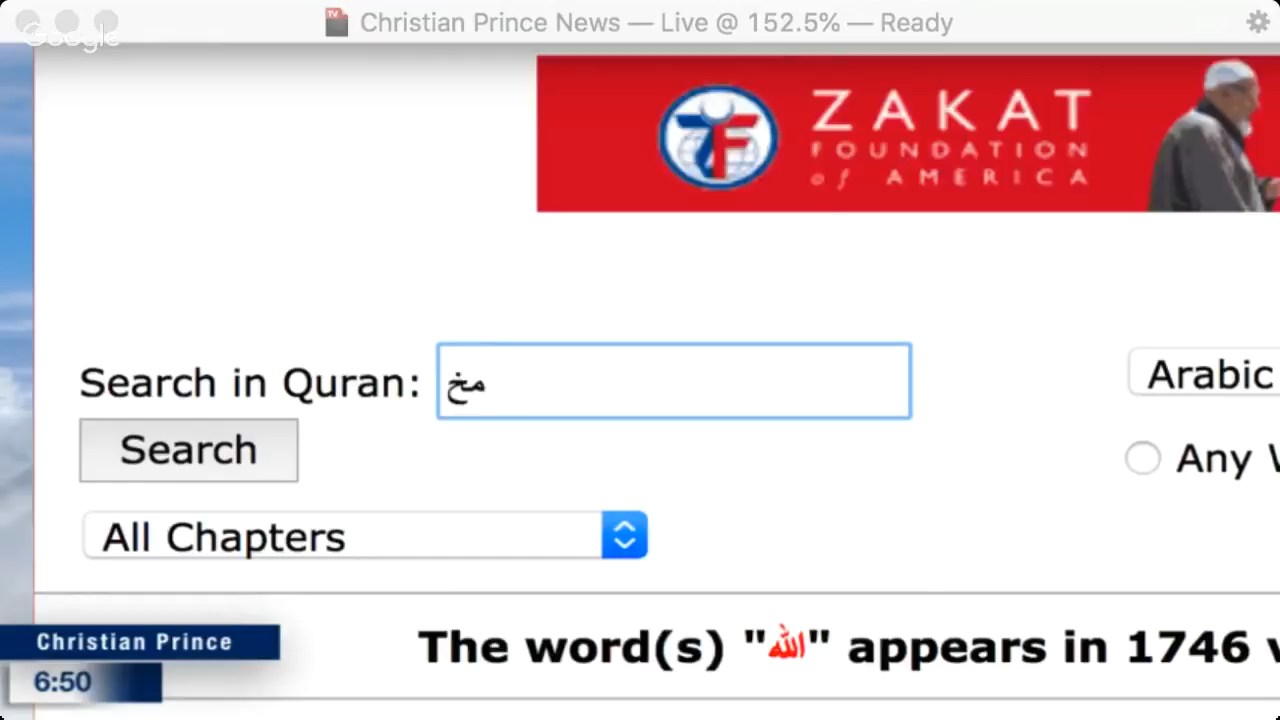 Christian Prince News — Live @ 152.5% — Ready
Google
TV
ZAKAT
FOUNDATION
of AMERICA
Search in Quran:
مخ
Arabic
Search
Any
All Chapters
The word(s) "الله" appears in 1746 v
Christian Prince
6:50